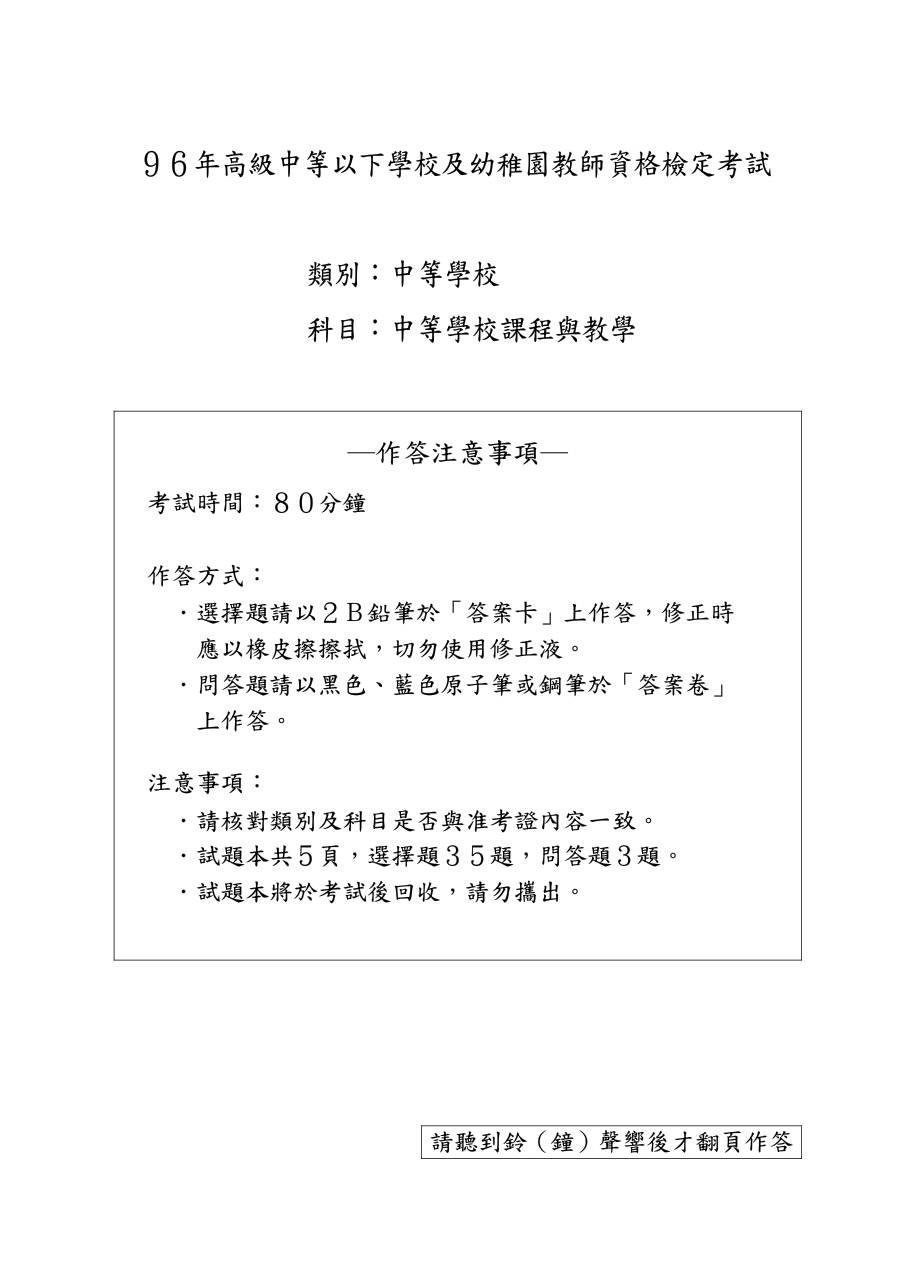 ９６年高級中等以下學校及幼稚園教師資格檢定考試
類別：中等學校
科目：中等學校課程與教學
—作答注意事項—
考試時間：８０分鐘
作答方式：
．選擇題請以２Ｂ鉛筆於「答案卡」上作答，修正時
應以橡皮擦擦拭，切勿使用修正液。
．問答題請以黑色、藍色原子筆或鋼筆於「答案卷」
上作答。
注意事項：
．請核對類別及科目是否與准考證內容一致。
．試題本共５頁，選擇題３５題，問答題３題。
．試題本將於考試後回收，請勿攜出。
請聽到鈴（鐘）聲響後才翻頁作答